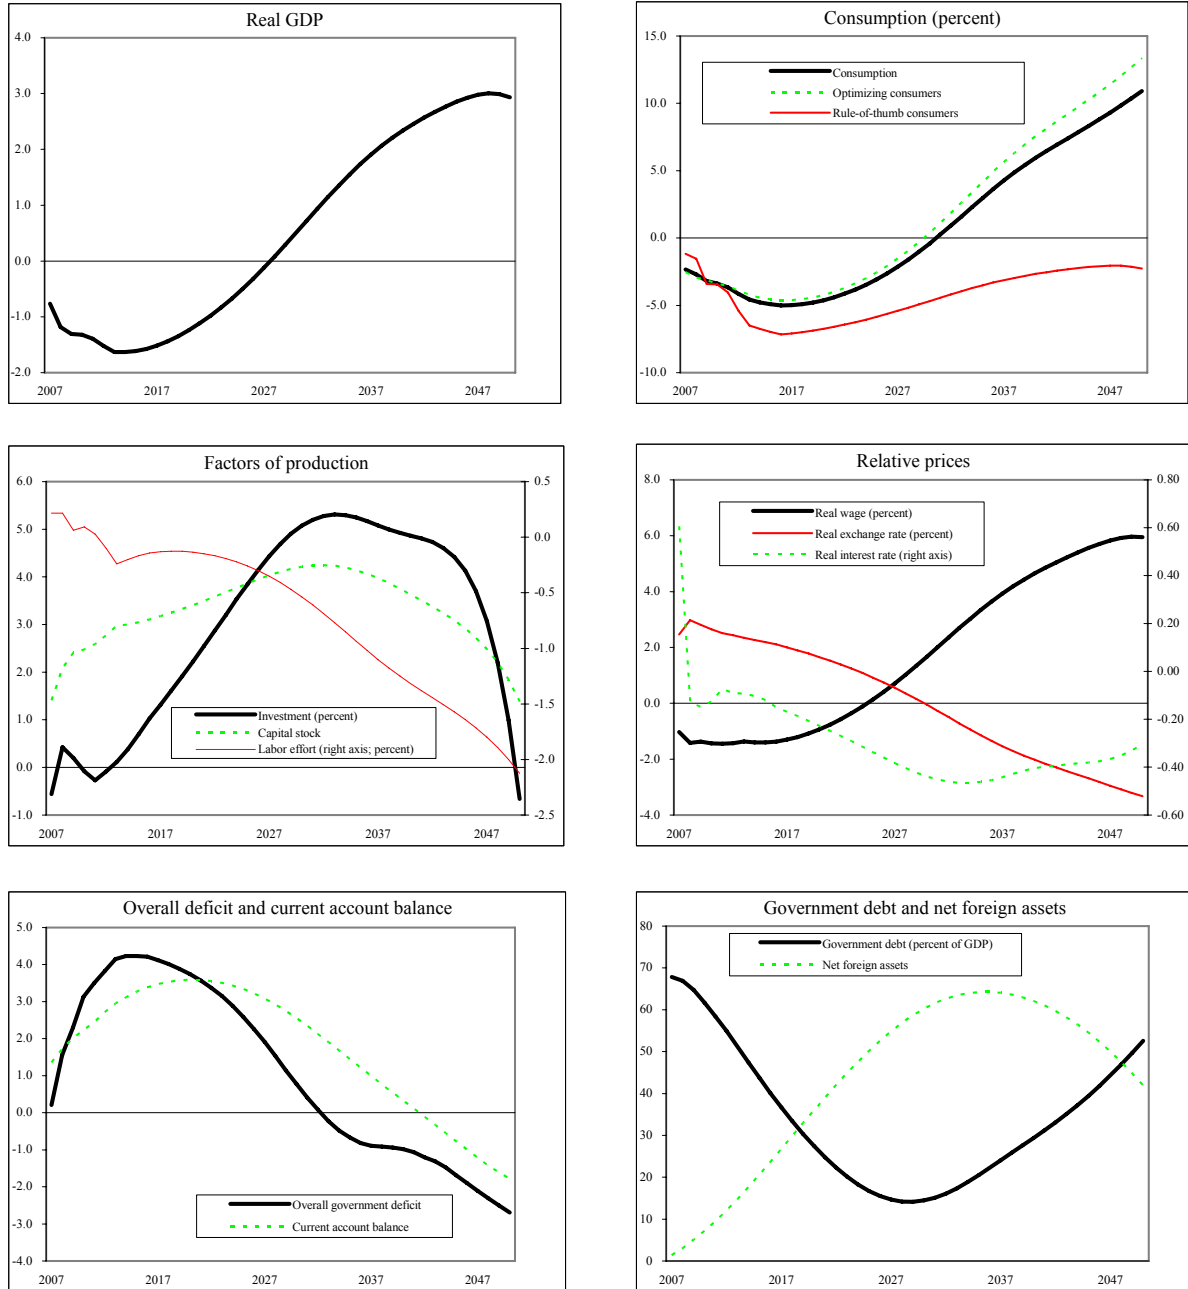 Real GDP
4.0
3.0
2.0
1.0
0.0
-1.0
-2.0
2007 2017 2027 2037 2047
Consumption (percent)
15.0
10.0
5.0
0.0
-5.0
-10.0
Consumption
Optimizing consumers
Rule-of-thumb consumers
2007 2017 2027 2037 2047
Factors of production
6.0
5.0
4.0
3.0
2.0
1.0
0.0
-1.0
0.5
0.0
-0.5
-1.0
-1.5
-2.0
-2.5
Investment (percent)
Capital stock
Labor effort (right axis; percent)
2007 2017 2027 2037 2047
Relative prices
8.0
6.0
4.0
2.0
0.0
-2.0
-4.0
0.80
0.60
0.40
0.20
0.00
-0.20
-0.40
-0.60
Real wage (percent)
Real exchange rate (percent)
Real interest rate (right axis)
2007 2017 2027 2037 2047
Overall deficit and current account balance
5.0
4.0
3.0
2.0
1.0
0.0
-1.0
-2.0
-3.0
-4.0
Overall government deficit
Current account balance
2007 2017 2027 2037 2047
Government debt and net foreign assets
80
70
60
50
40
30
20
10
0
Government debt (percent of GDP)
Net foreign assets
2007 2017 2027 2037 2047